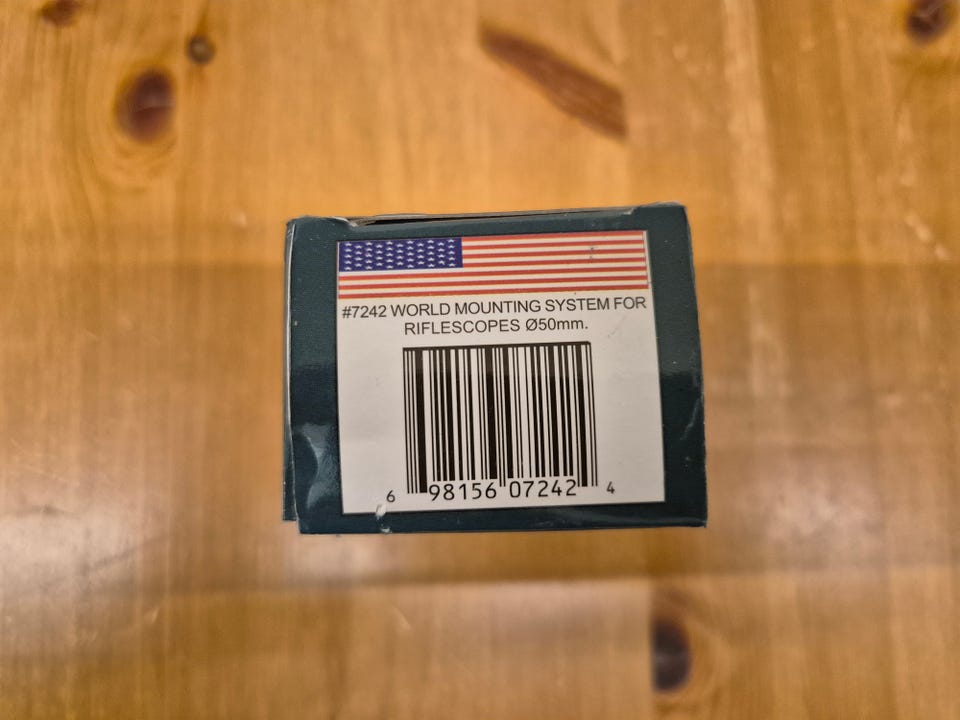 #7242 WORLD MOUNTING SYSTEM FOR
RIFLESCOPES Ø50mm.
6 98156 07242 4